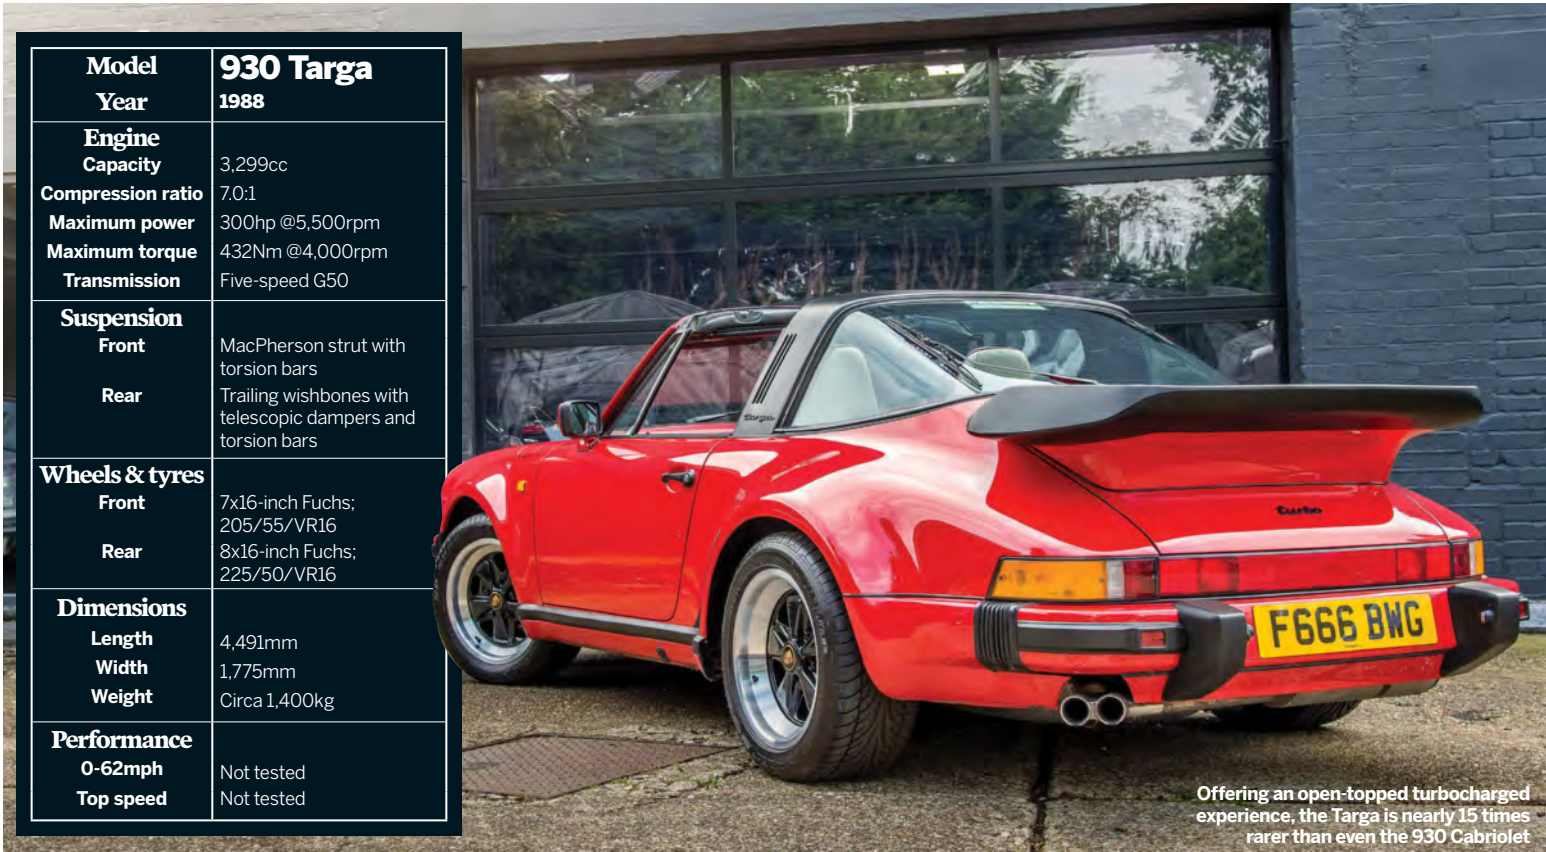 Model 930 Targa
Year 1988
Engine
Capacity 3,299cc
Compression ratio 7.0:1
Maximum power 300hp @5,500rpm
Maximum torque 432Nm @4,000rpm
Transmission Five-speed G50
Suspension
Front MacPherson strut with
torsion bars
Rear Trailing wishbones with
telescopic dampers and
torsion bars
Wheels & tyres
Front 7x16-inch Fuchs;
205/55/VR16
Rear 8x16-inch Fuchs;
225/50/VR16
Dimensions
Length 4,491mm
Width 1,775mm
Weight Circa 1,400kg
Performance
0-62mph Not tested
Top speed Not tested
targa
turbo
F666 BWG
Offering an open-topped turbocharged
experience, the Targa is nearly 15 times
rarer than even the 930 Cabriolet